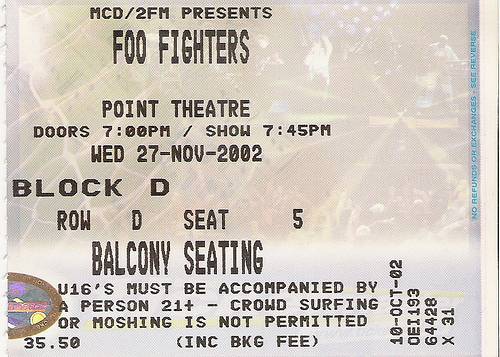 MCD/2FM PRESENTS
FOO FIGHTERS
POINT THEATRE
DOORS 7:00PM / SHOW 7:45PM
WED 27-NOV-2002
BLOCK D
ROW D SEAT 5
BALCONY SEATING
U16'S MUST BE ACCOMPANIED BY
A PERSON 21+ - CROWD SURFING
OR MOSHING IS NOT PERMITTED
35.50 (INC BKG FEE)
10-OCT-02
OEI193
64428
X 31
NO REFUNDS OR EXCHANGES - SEE REVERSE